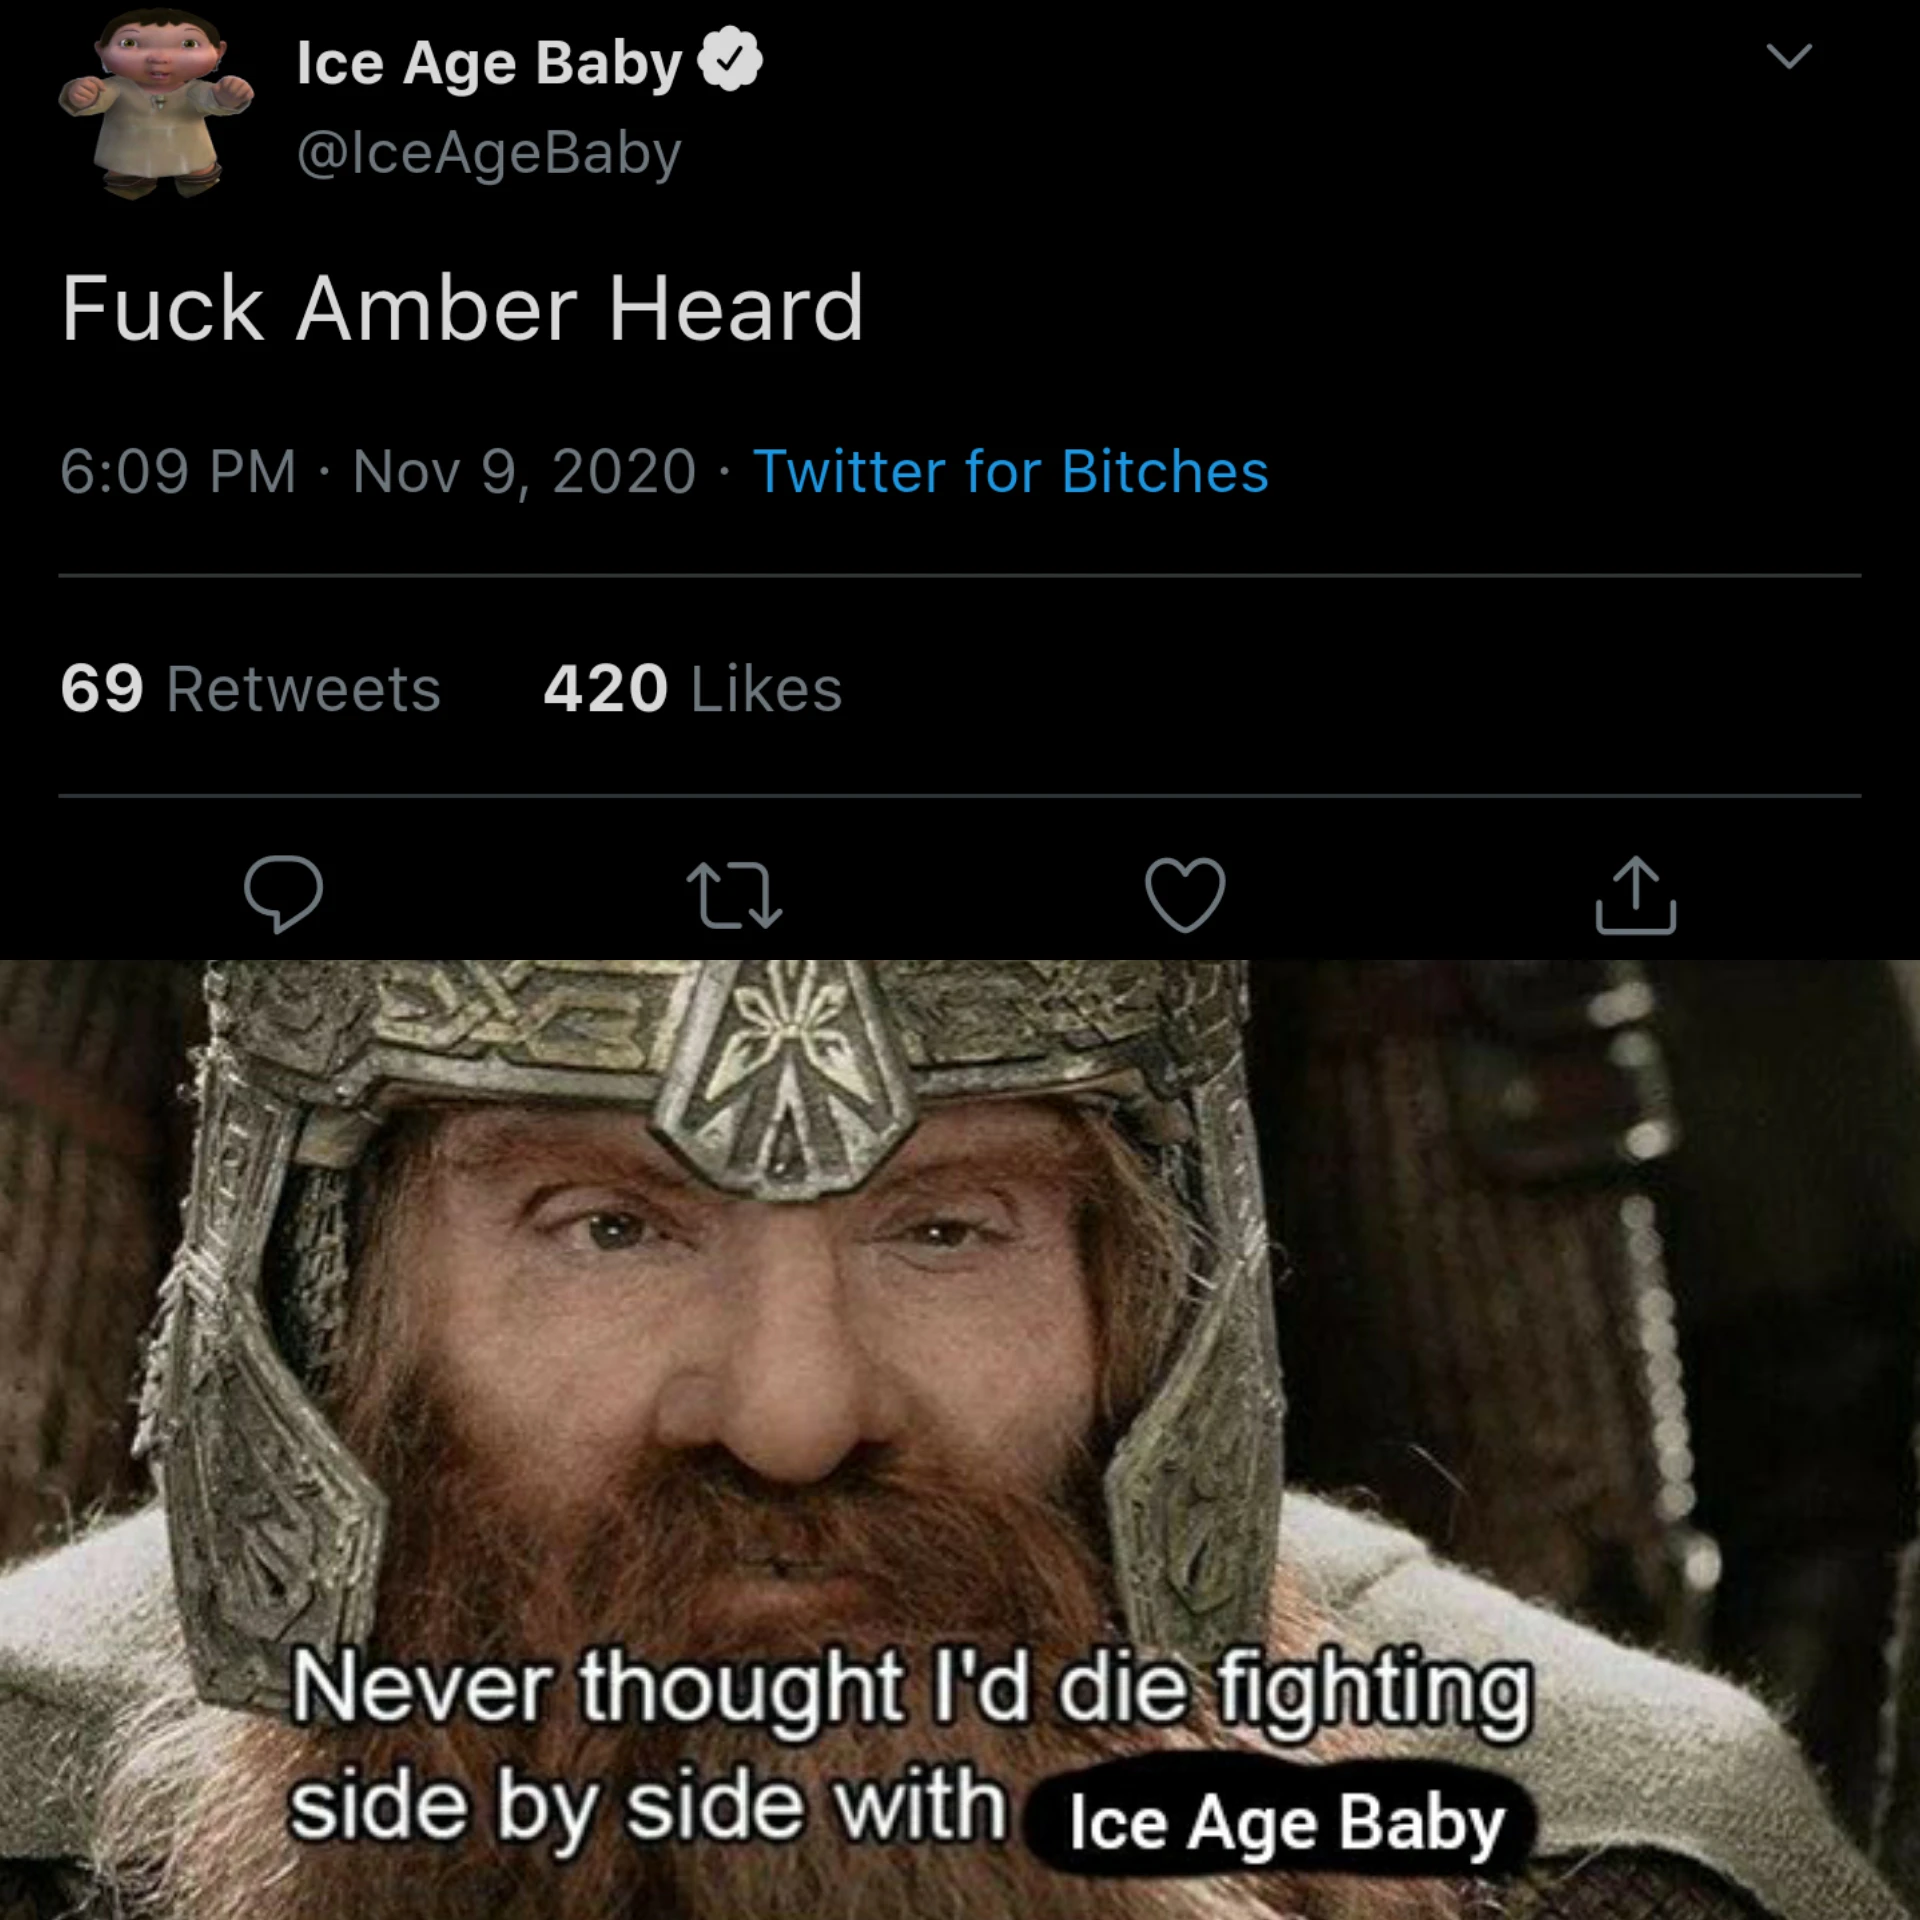 Ice Age Baby
@IceAgeBaby
Fuck Amber Heard
6:09 PM · Nov 9, 2020 · Twitter for Bitches
69 Retweets 420 Likes
Never thought I'd die fighting
side by side with Ice Age Baby